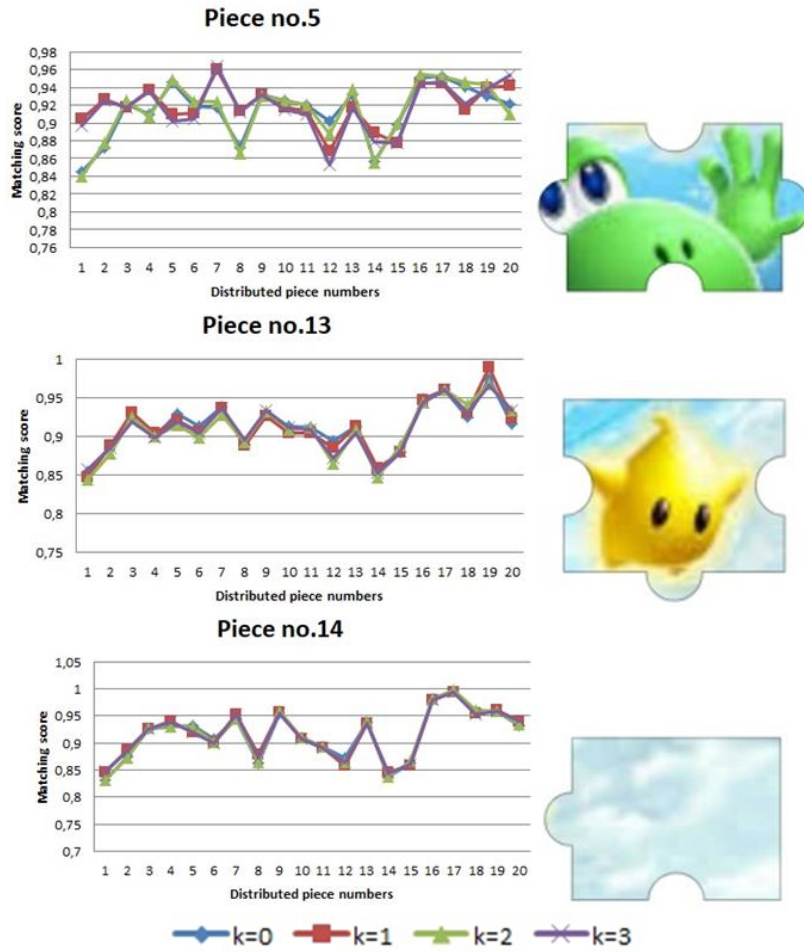 Piece no.5
0,98
0,96
0,94
0,92
0,9
0,88
0,86
0,84
0,82
0,8
0,78
0,76
Matching score
1 2 3 4 5 6 7 8 9 10 11 12 13 14 15 16 17 18 19 20
Distributed piece numbers
Piece no.13
1
0,95
0,9
0,85
0,8
0,75
Matching score
1 2 3 4 5 6 7 8 9 10 11 12 13 14 15 16 17 18 19 20
Distributed piece numbers
Piece no.14
1,05
1
0,95
0,9
0,85
0,8
0,75
0,7
Matching score
1 2 3 4 5 6 7 8 9 10 11 12 13 14 15 16 17 18 19 20
Distributed piece numbers
k=0 k=1 k=2 k=3